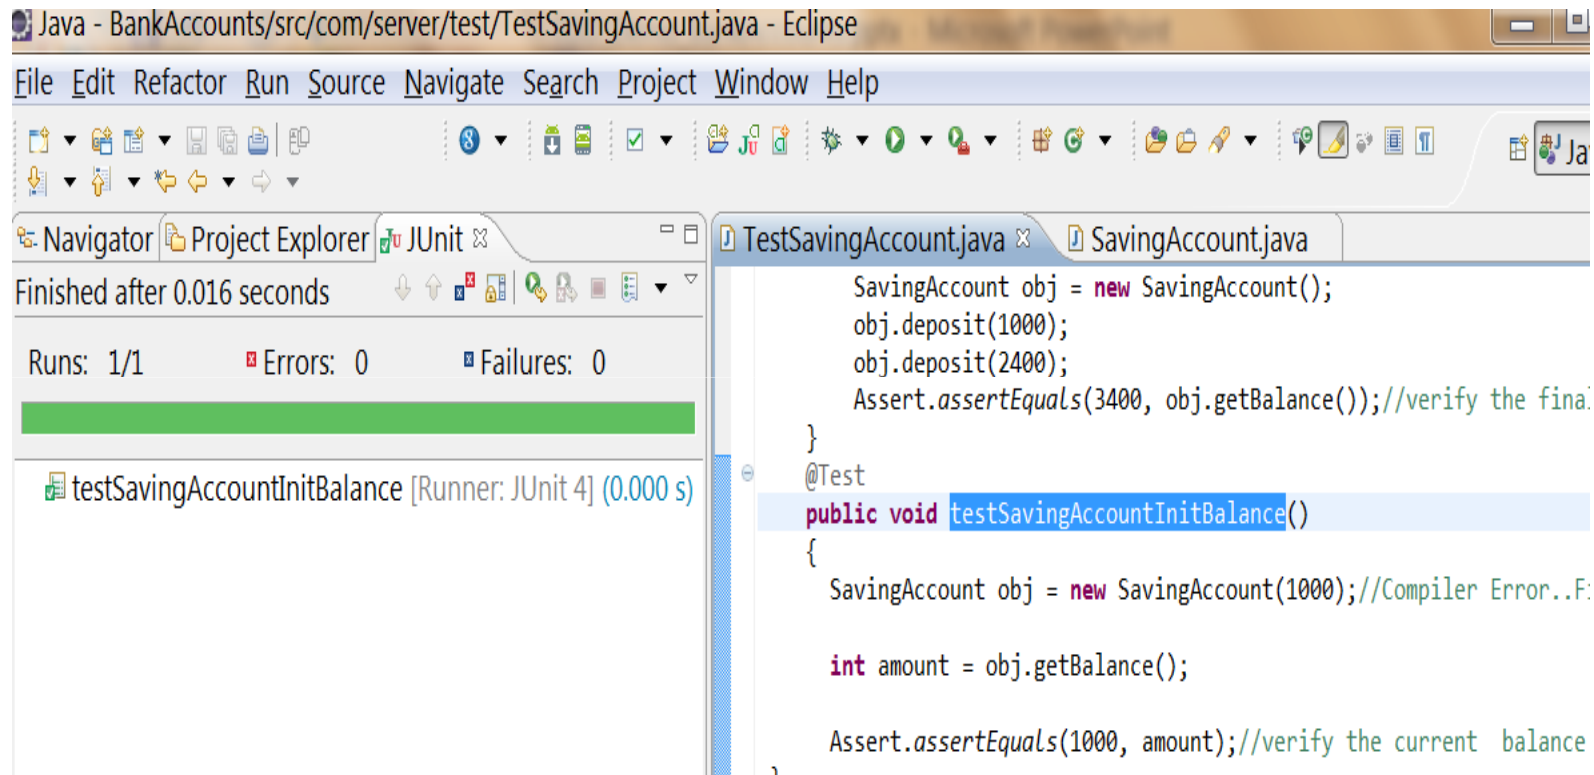 Java - BankAccounts/src/com/server/test/TestSavingAccount.java - Eclipse
File Edit Refactor Run Source Navigate Search Project Window Help
Navigator Project Explorer JUnit
Finished after 0.016 seconds
Runs: 1/1 Errors: 0 Failures: 0
testSavingAccountInitBalance [Runner: JUnit 4] (0.000 s)
TestSavingAccount.java SavingAccount.java
SavingAccount obj = new SavingAccount();
obj.deposit(1000);
obj.deposit(2400);
Assert.assertEquals(3400, obj.getBalance());//verify the final
}
@Test
public void testSavingAccountInitBalance()
{
SavingAccount obj = new SavingAccount(1000);//Compiler Error..Fi
int amount = obj.getBalance();
Assert.assertEquals(1000, amount);//verify the current balance